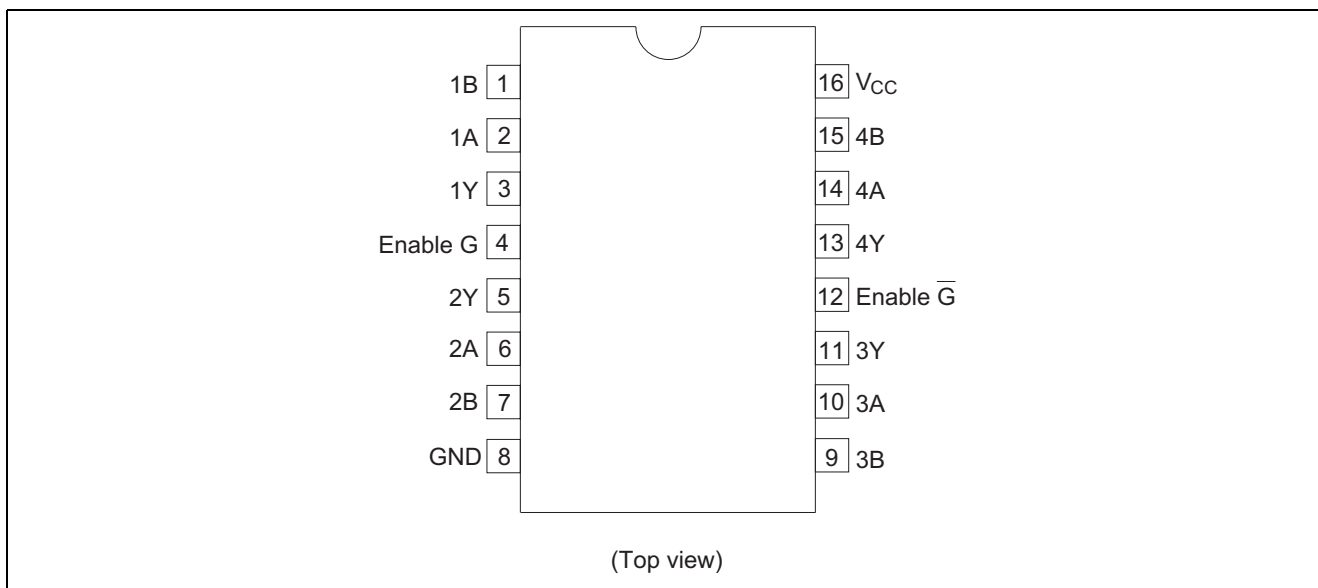 1B 1 16 VCC
1A 2 15 4B
1Y 3 14 4A
Enable G 4 13 4Y
2Y 5 12 Enable G̅
2A 6 11 3Y
2B 7 10 3A
GND 8 9 3B
(Top view)